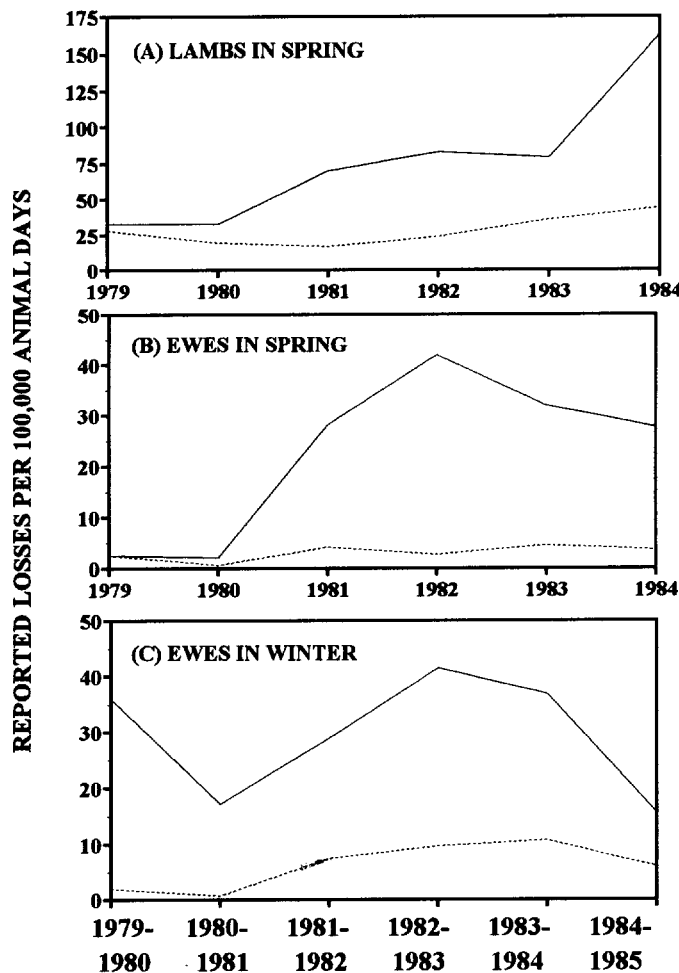 REPORTED LOSSES PER 100,000 ANIMAL DAYS
(A) LAMBS IN SPRING
175
150
125
100
75
50
25
0
1979 1980 1981 1982 1983 1984
(B) EWES IN SPRING
50
40
30
20
10
0
1979 1980 1981 1982 1983 1984
(C) EWES IN WINTER
50
40
30
20
10
0
1979- 1980- 1981- 1982- 1983- 1984-
1980 1981 1982 1983 1984 1985